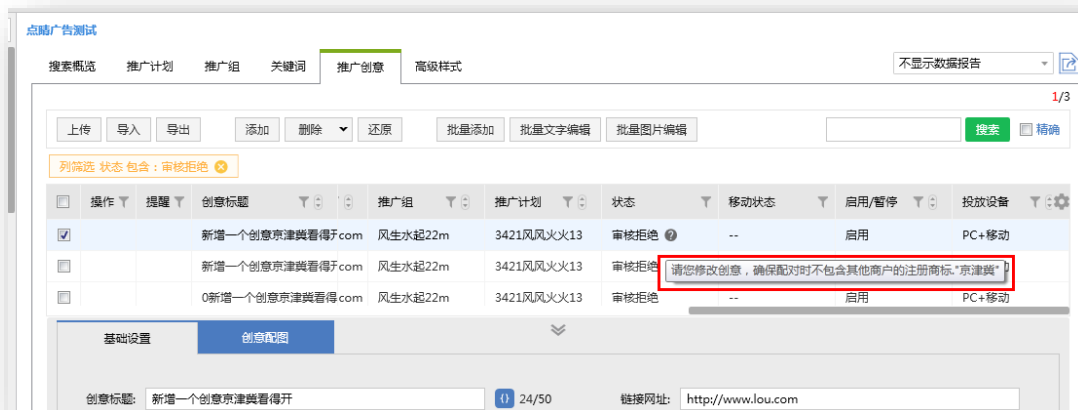 点睛广告测试
搜索概览 推广计划 推广组 关键词 推广创意 高级样式 不显示数据报告
1/3
上传 导入 导出 添加 删除 还原 批量添加 批量文字编辑 批量图片编辑 搜索 精确
列筛选 状态 包含：审核拒绝
操作 提醒 创意标题 推广组 推广计划 状态 移动状态 启用/暂停 投放设备
新增一个创意京津冀看得开com 风生水起22m 3421风风火火13 审核拒绝 -- 启用 PC+移动
新增一个创意京津冀看得开com 风生水起22m 3421风风火火13 审核拒绝
请您修改创意，确保配对时不包含其他商户的注册商标."京津冀"
0新增一个创意京津冀看得com 风生水起22m 3421风风火火13 审核拒绝 -- 启用 PC+移动
基础设置 创意配图
创意标题: 新增一个创意京津冀看得开 {} 24/50 链接网址: http://www.lou.com